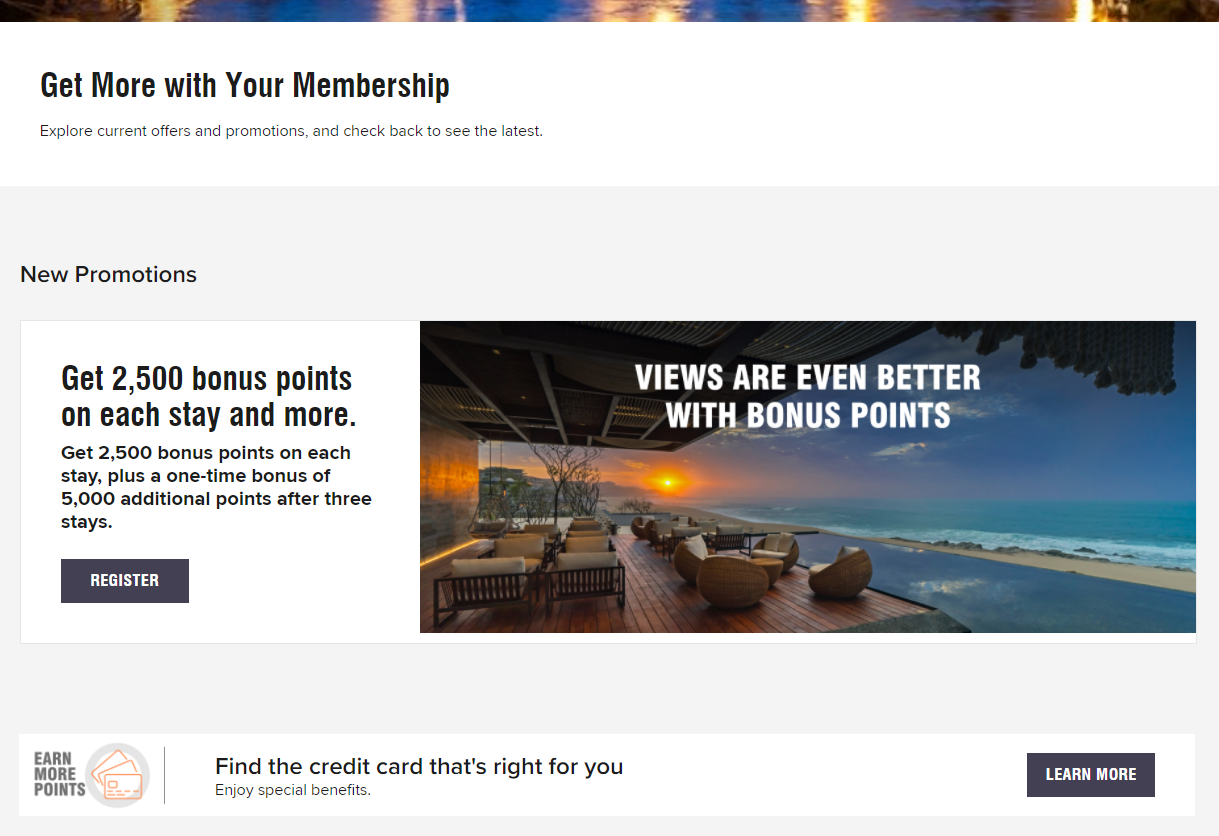 Get More with Your Membership
Explore current offers and promotions, and check back to see the latest.
New Promotions
Get 2,500 bonus points
on each stay and more.
Get 2,500 bonus points on each
stay, plus a one-time bonus of
5,000 additional points after three
stays.
REGISTER
VIEWS ARE EVEN BETTER
WITH BONUS POINTS
EARN
MORE
POINTS
Find the credit card that's right for you
Enjoy special benefits.
LEARN MORE